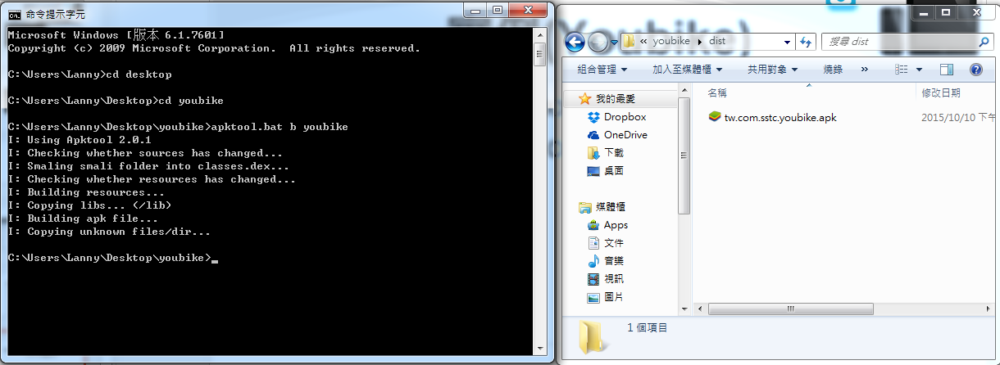 命令提示字元
Microsoft Windows [版本 6.1.7601]
Copyright (c) 2009 Microsoft Corporation.  All rights reserved.
C:\Users\Lanny>cd desktop
C:\Users\Lanny\Desktop>cd youbike
C:\Users\Lanny\Desktop\youbike>apktool.bat b youbike
I: Using Apktool 2.0.1
I: Checking whether sources has changed...
I: Smaling smali folder into classes.dex...
I: Checking whether resources has changed...
I: Building resources...
I: Copying libs... (/lib)
I: Building apk file...
I: Copying unknown files/dir...
C:\Users\Lanny\Desktop\youbike>
Youbike)
« youbike dist
搜尋 dist
組合管理 加入至媒體櫃 共用對象 燒錄 »
我的最愛
Dropbox
OneDrive
下載
桌面
媒體櫃
Apps
文件
音樂
視訊
圖片
名稱 修改日期
tw.com.sstc.youbike.apk 2015/10/10 下午
1 個項目